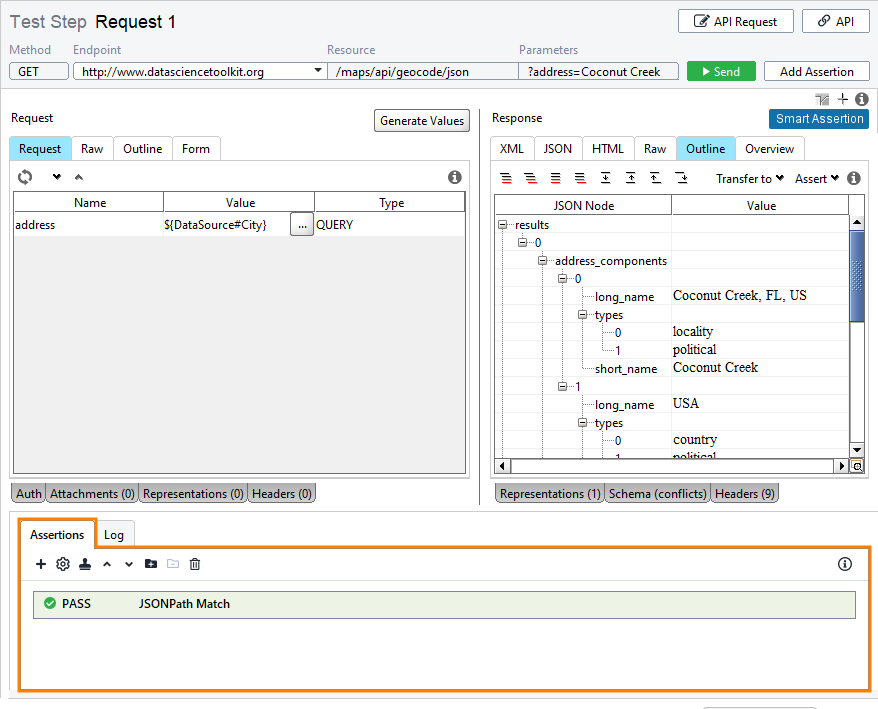 Test Step Request 1
API Request
API
Method Endpoint Resource Parameters
GET http://www.datasciencetoolkit.org /maps/api/geocode/json ?address=Coconut Creek Send Add Assertion
Request
Generate Values
Request Raw Outline Form
Name Value Type
address ${DataSource#City} ... QUERY
Auth Attachments (0) Representations (0) Headers (0)
Response
Smart Assertion
XML JSON HTML Raw Outline Overview
Transfer to Assert
JSON Node Value
results
0
address_components
0
long_name Coconut Creek, FL, US
types
0 locality
1 political
short_name Coconut Creek
1
long_name USA
types
0 country
1 political
Representations (1) Schema (conflicts) Headers (9)
Assertions Log
PASS JSONPath Match